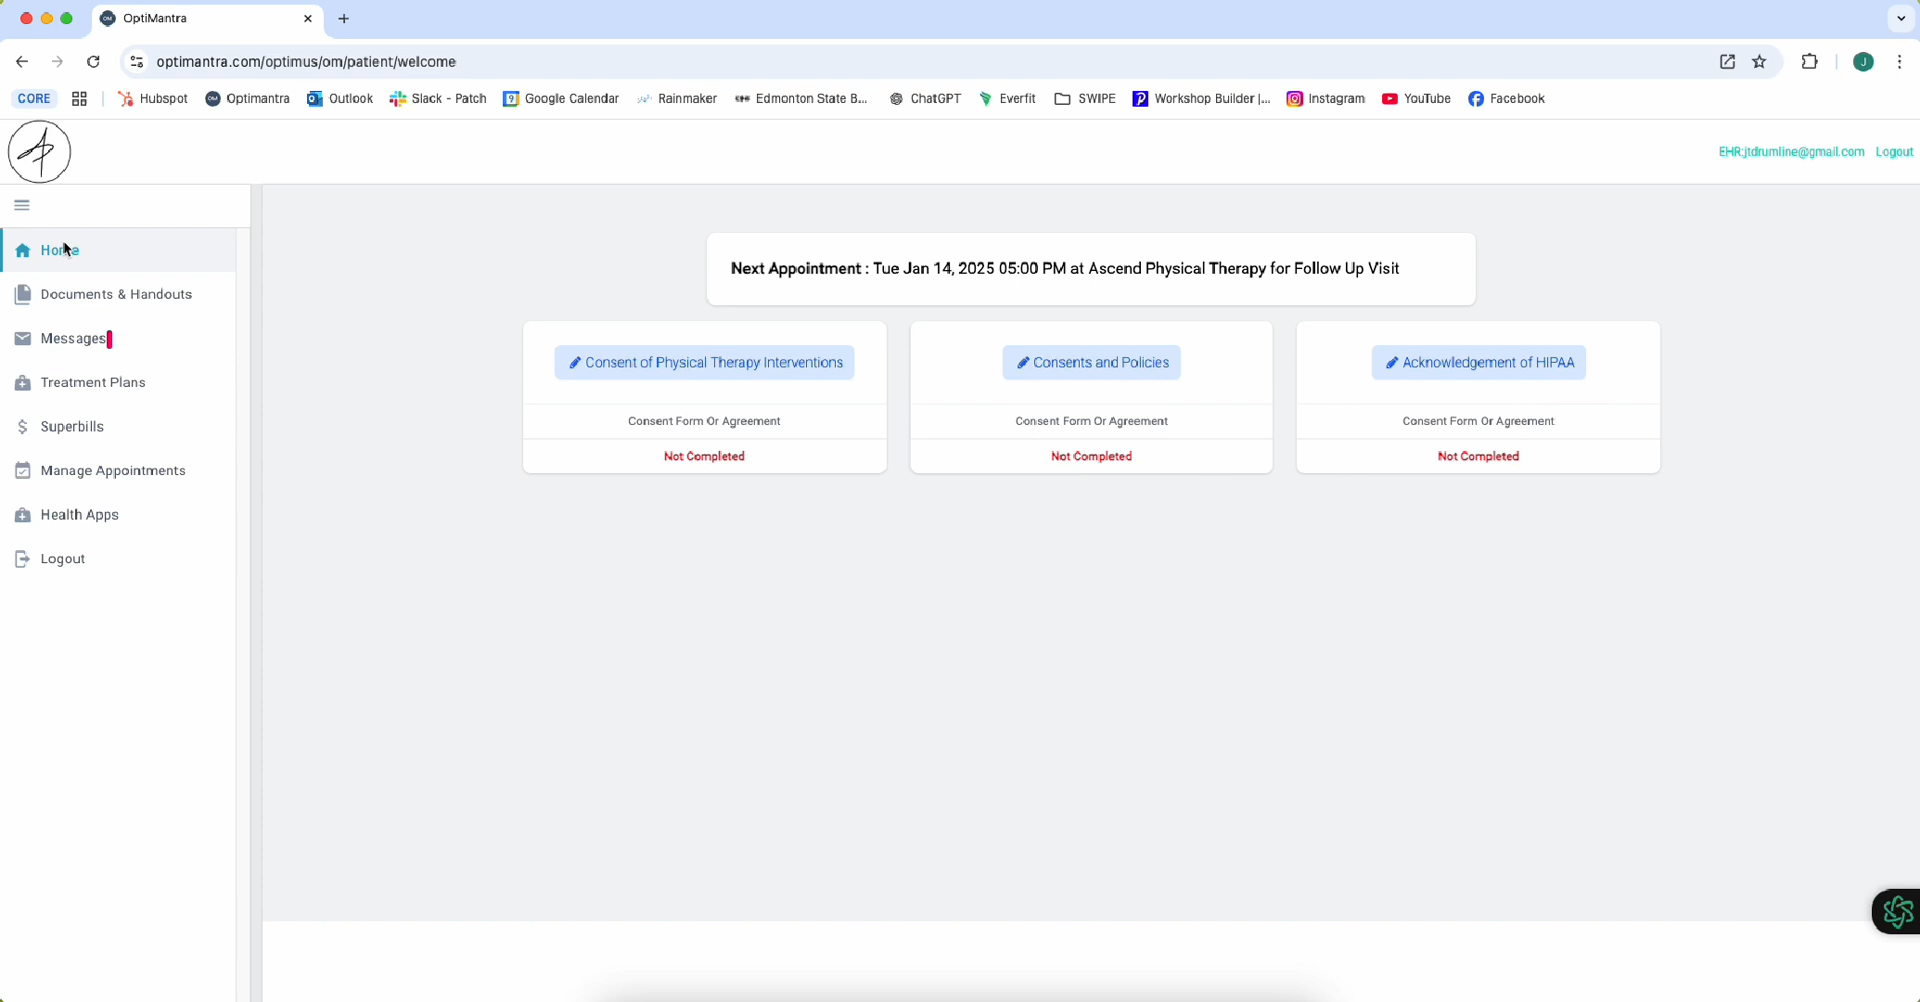 OptiMantra
optimantra.com/optimus/om/patient/welcome
J
CORE
Hubspot
Optimantra
Outlook
Slack - Patch
Google Calendar
Rainmaker
Edmonton State B...
ChatGPT
Everfit
SWIPE
Workshop Builder |...
Instagram
YouTube
Facebook
EHR:jtdrumline@gmail.com
Logout
Home
Documents & Handouts
Messages
Treatment Plans
Superbills
Manage Appointments
Health Apps
Logout
Next Appointment : Tue Jan 14, 2025 05:00 PM at Ascend Physical Therapy for Follow Up Visit
Consent of Physical Therapy Interventions
Consent Form Or Agreement
Not Completed
Consents and Policies
Consent Form Or Agreement
Not Completed
Acknowledgement of HIPAA
Consent Form Or Agreement
Not Completed